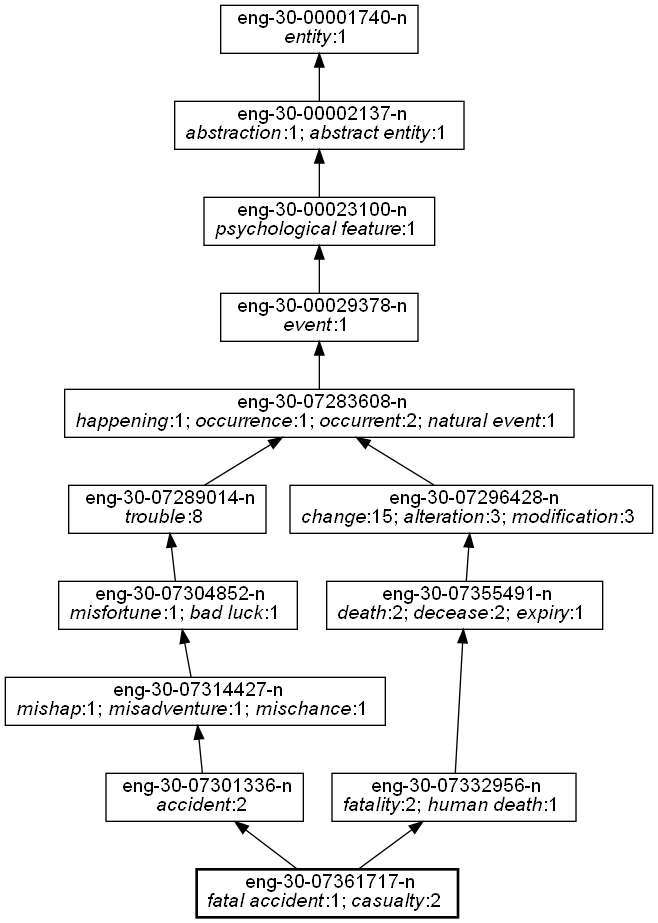 eng-30-00001740-n
entity:1
eng-30-00002137-n
abstraction:1; abstract entity:1
eng-30-00023100-n
psychological feature:1
eng-30-00029378-n
event:1
eng-30-07283608-n
happening:1; occurrence:1; occurrent:2; natural event:1
eng-30-07289014-n
trouble:8
eng-30-07296428-n
change:15; alteration:3; modification:3
eng-30-07304852-n
misfortune:1; bad luck:1
eng-30-07355491-n
death:2; decease:2; expiry:1
eng-30-07314427-n
mishap:1; misadventure:1; mischance:1
eng-30-07301336-n
accident:2
eng-30-07332956-n
fatality:2; human death:1
eng-30-07361717-n
fatal accident:1; casualty:2